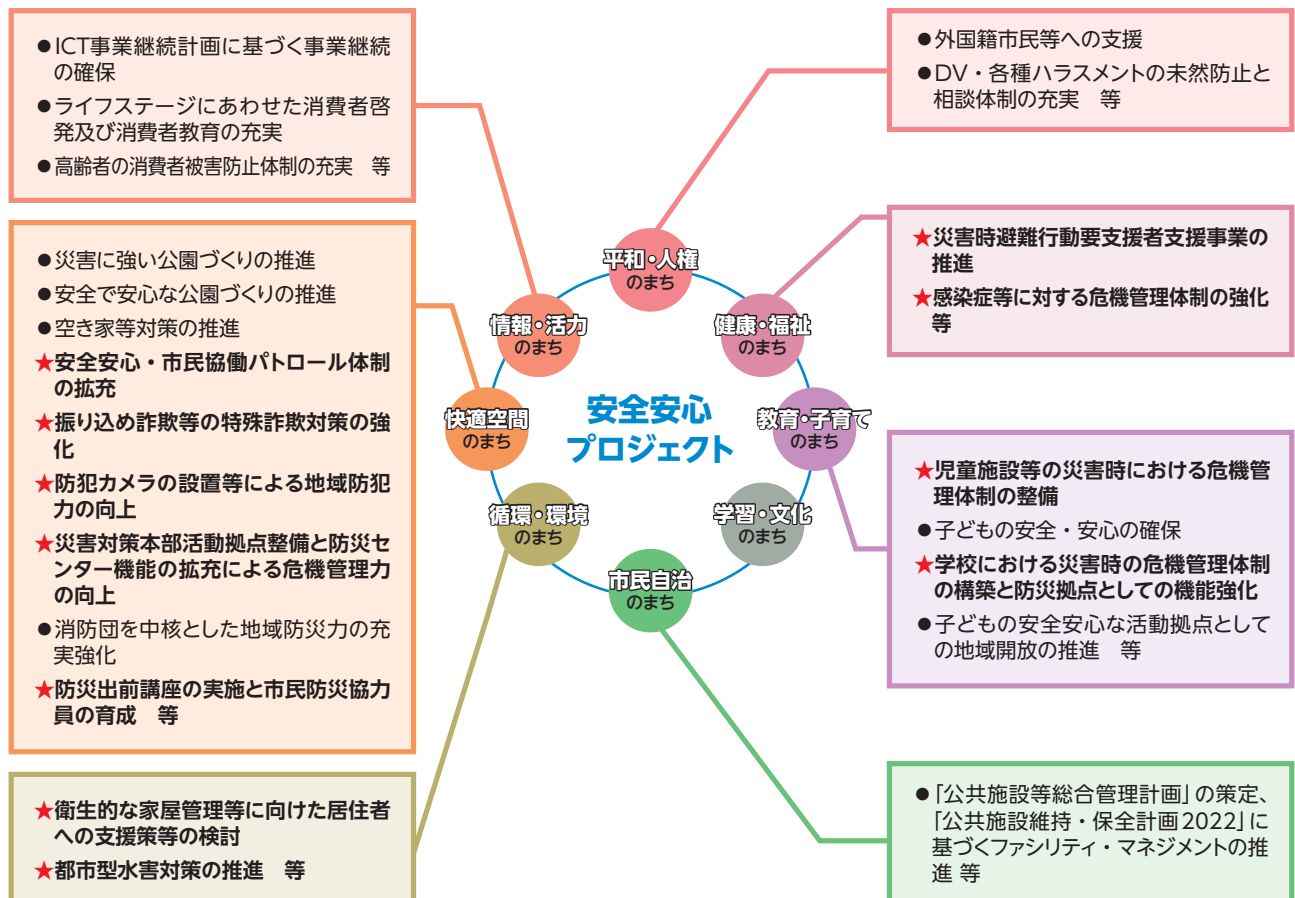 ●ICT事業継続計画に基づく事業継続
の確保
●ライフステージにあわせた消費者啓
発及び消費者教育の充実
●高齢者の消費者被害防止体制の充実　等
●外国籍市民等への支援
●DV・各種ハラスメントの未然防止と
相談体制の充実　等
●災害に強い公園づくりの推進
●安全で安心な公園づくりの推進
●空き家等対策の推進
★安全安心・市民協働パトロール体制
の拡充
★振り込め詐欺等の特殊詐欺対策の強
化
★防犯カメラの設置等による地域防犯
力の向上
★災害対策本部活動拠点整備と防災セ
ンター機能の拡充による危機管理力
の向上
●消防団を中核とした地域防災力の充
実強化
★防災出前講座の実施と市民防災協力
員の育成　等
★災害時避難行動要支援者支援事業の
推進
★感染症等に対する危機管理体制の強化
等
平和・人権
のまち
情報・活力
のまち
健康・福祉
のまち
快適空間
のまち
安全安心
プロジェクト
教育・子育て
のまち
循環・環境
のまち
学習・文化
のまち
市民自治
のまち
★児童施設等の災害時における危機管
理体制の整備
●子どもの安全・安心の確保
★学校における災害時の危機管理体制
の構築と防災拠点としての機能強化
●子どもの安全安心な活動拠点として
の地域開放の推進　等
★衛生的な家屋管理等に向けた居住者
への支援策等の検討
★都市型水害対策の推進　等
●「公共施設等総合管理計画」の策定、
「公共施設維持・保全計画2022」に
基づくファシリティ・マネジメントの推
進 等